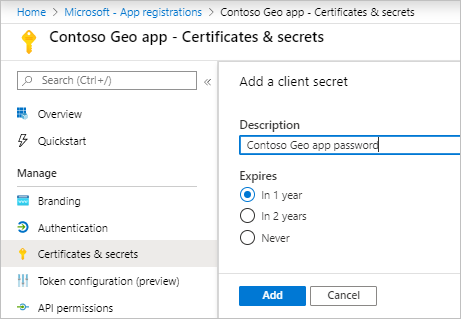 Home > Microsoft - App registrations > Contoso Geo app - Certificates & secrets
Contoso Geo app - Certificates & secrets
Search (Ctrl+/)
«
Overview
Quickstart
Manage
Branding
Authentication
Certificates & secrets
Token configuration (preview)
API permissions
Add a client secret
Description
Contoso Geo app password
Expires
In 1 year
In 2 years
Never
Add
Cancel